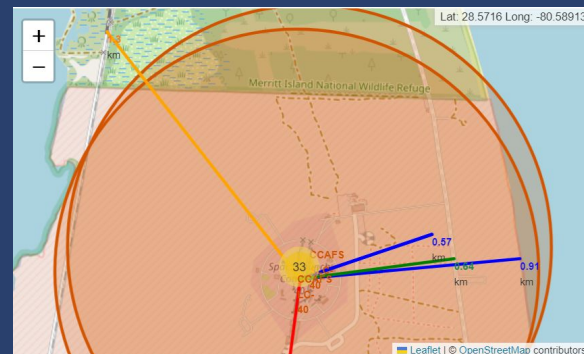 +
−
Lat: 28.5716 Long: -80.58913
km
Merritt Island National Wildlife Refuge
CCAFS
0.57
km
33
0.64
0.91
km
km
40
40
Leaflet | © OpenStreetMap contributors